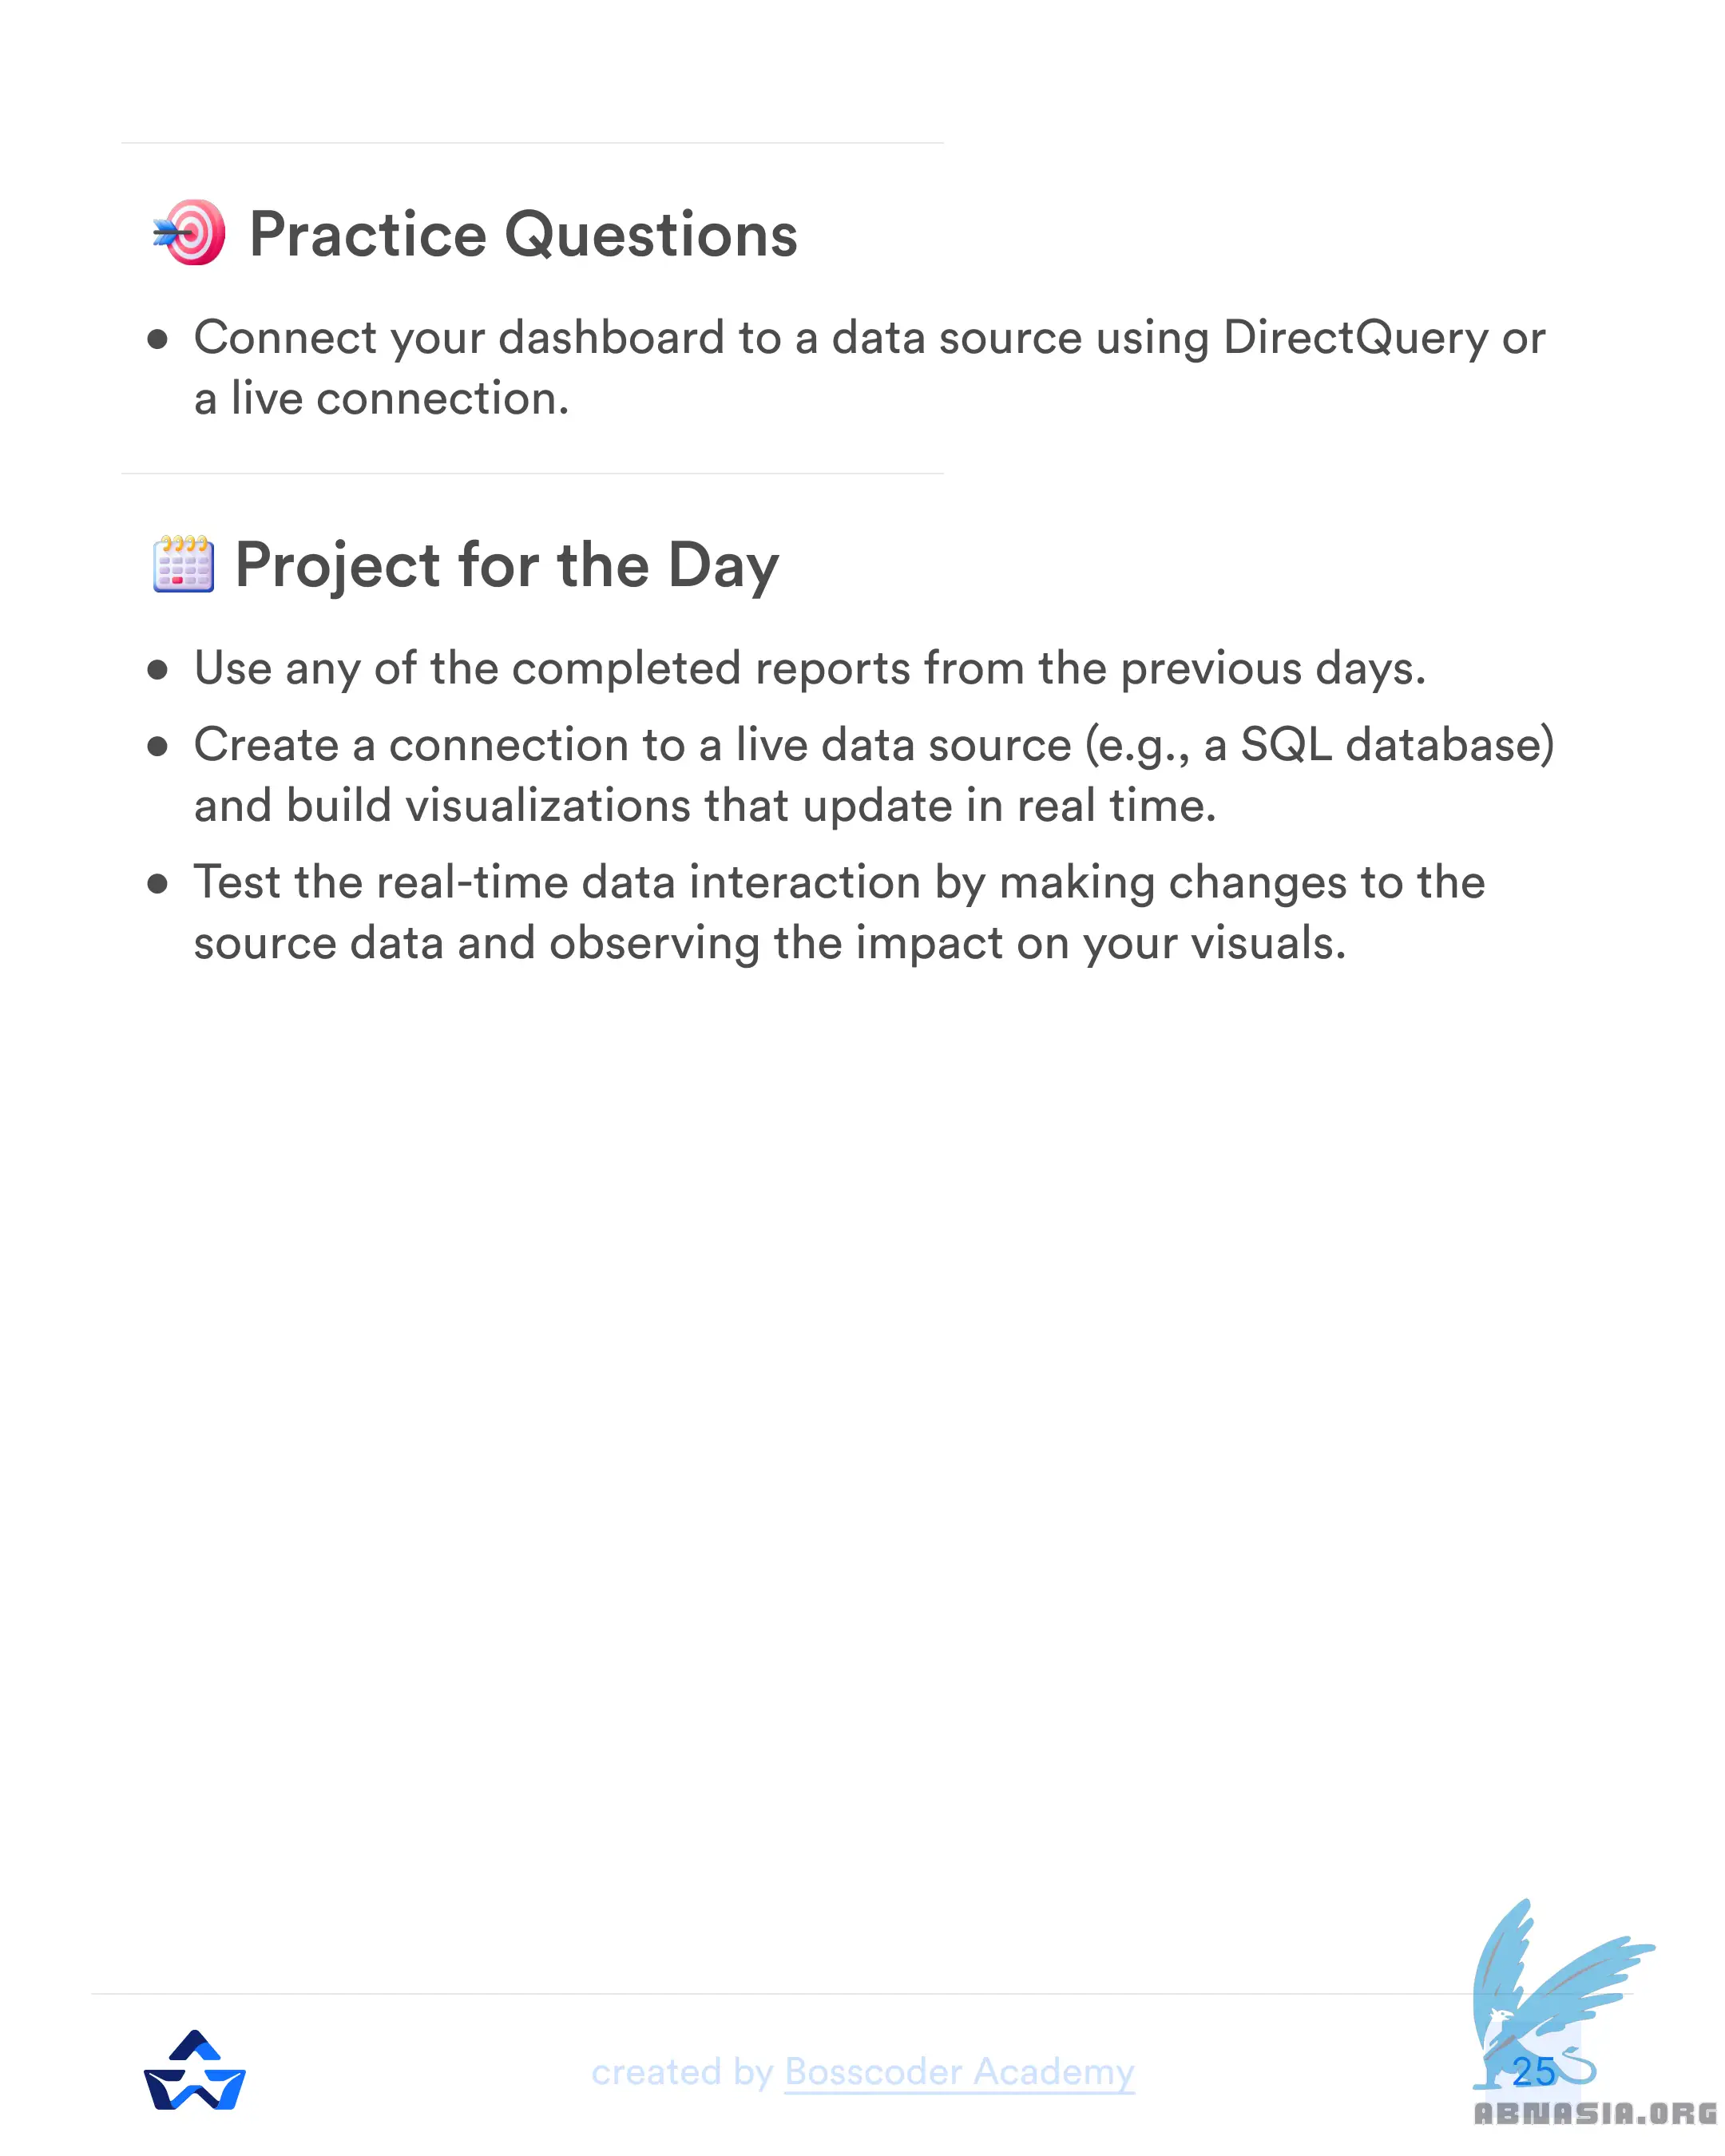 Practice Questions
● Connect your dashboard to a data source using DirectQuery or
a live connection.
Project for the Day
● Use any of the completed reports from the previous days.
● Create a connection to a live data source (e.g., a SQL database)
and build visualizations that update in real time.
● Test the real-time data interaction by making changes to the
source data and observing the impact on your visuals.
created by Bosscoder Academy
25
ABNASIA.ORG